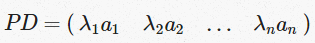 PD = ( λ₁a₁ λ₂a₂ … λₙaₙ )